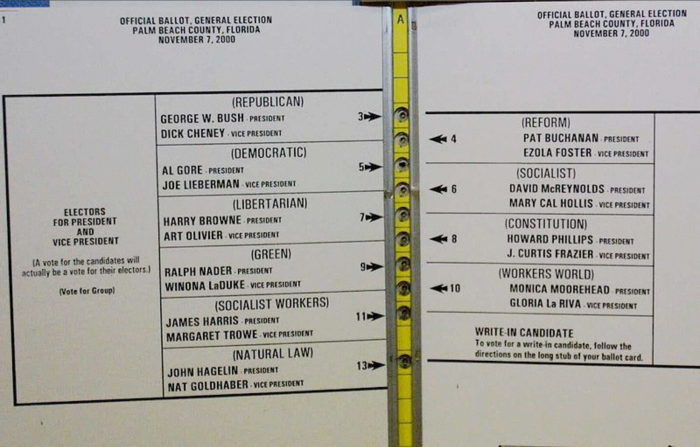 1
OFFICIAL BALLOT, GENERAL ELECTION
PALM BEACH COUNTY, FLORIDA
NOVEMBER 7, 2000
ELECTORS
FOR PRESIDENT
AND
VICE PRESIDENT
(A vote for the candidates will
actually be a vote for their electors.)
(Vote for Group)
(REPUBLICAN)
GEORGE W. BUSH - PRESIDENT 3
DICK CHENEY - VICE PRESIDENT
(DEMOCRATIC)
AL GORE - PRESIDENT 5
JOE LIEBERMAN - VICE PRESIDENT
(LIBERTARIAN)
HARRY BROWNE - PRESIDENT 7
ART OLIVIER - VICE PRESIDENT
(GREEN)
RALPH NADER - PRESIDENT 9
WINONA LaDUKE - VICE PRESIDENT
(SOCIALIST WORKERS)
JAMES HARRIS - PRESIDENT 11
MARGARET TROWE - VICE PRESIDENT
(NATURAL LAW)
JOHN HAGELIN - PRESIDENT 13
NAT GOLDHABER - VICE PRESIDENT
A
OFFICIAL BALLOT, GENERAL ELECTION
PALM BEACH COUNTY, FLORIDA
NOVEMBER 7, 2000
(REFORM)
4 PAT BUCHANAN - PRESIDENT
EZOLA FOSTER - VICE PRESIDENT
(SOCIALIST)
6 DAVID McREYNOLDS - PRESIDENT
MARY CAL HOLLIS - VICE PRESIDENT
(CONSTITUTION)
8 HOWARD PHILLIPS - PRESIDENT
J. CURTIS FRAZIER - VICE PRESIDENT
(WORKERS WORLD)
10 MONICA MOOREHEAD - PRESIDENT
GLORIA La RIVA - VICE PRESIDENT
WRITE-IN CANDIDATE
To vote for a write-in candidate, follow the
directions on the long stub of your ballot card.